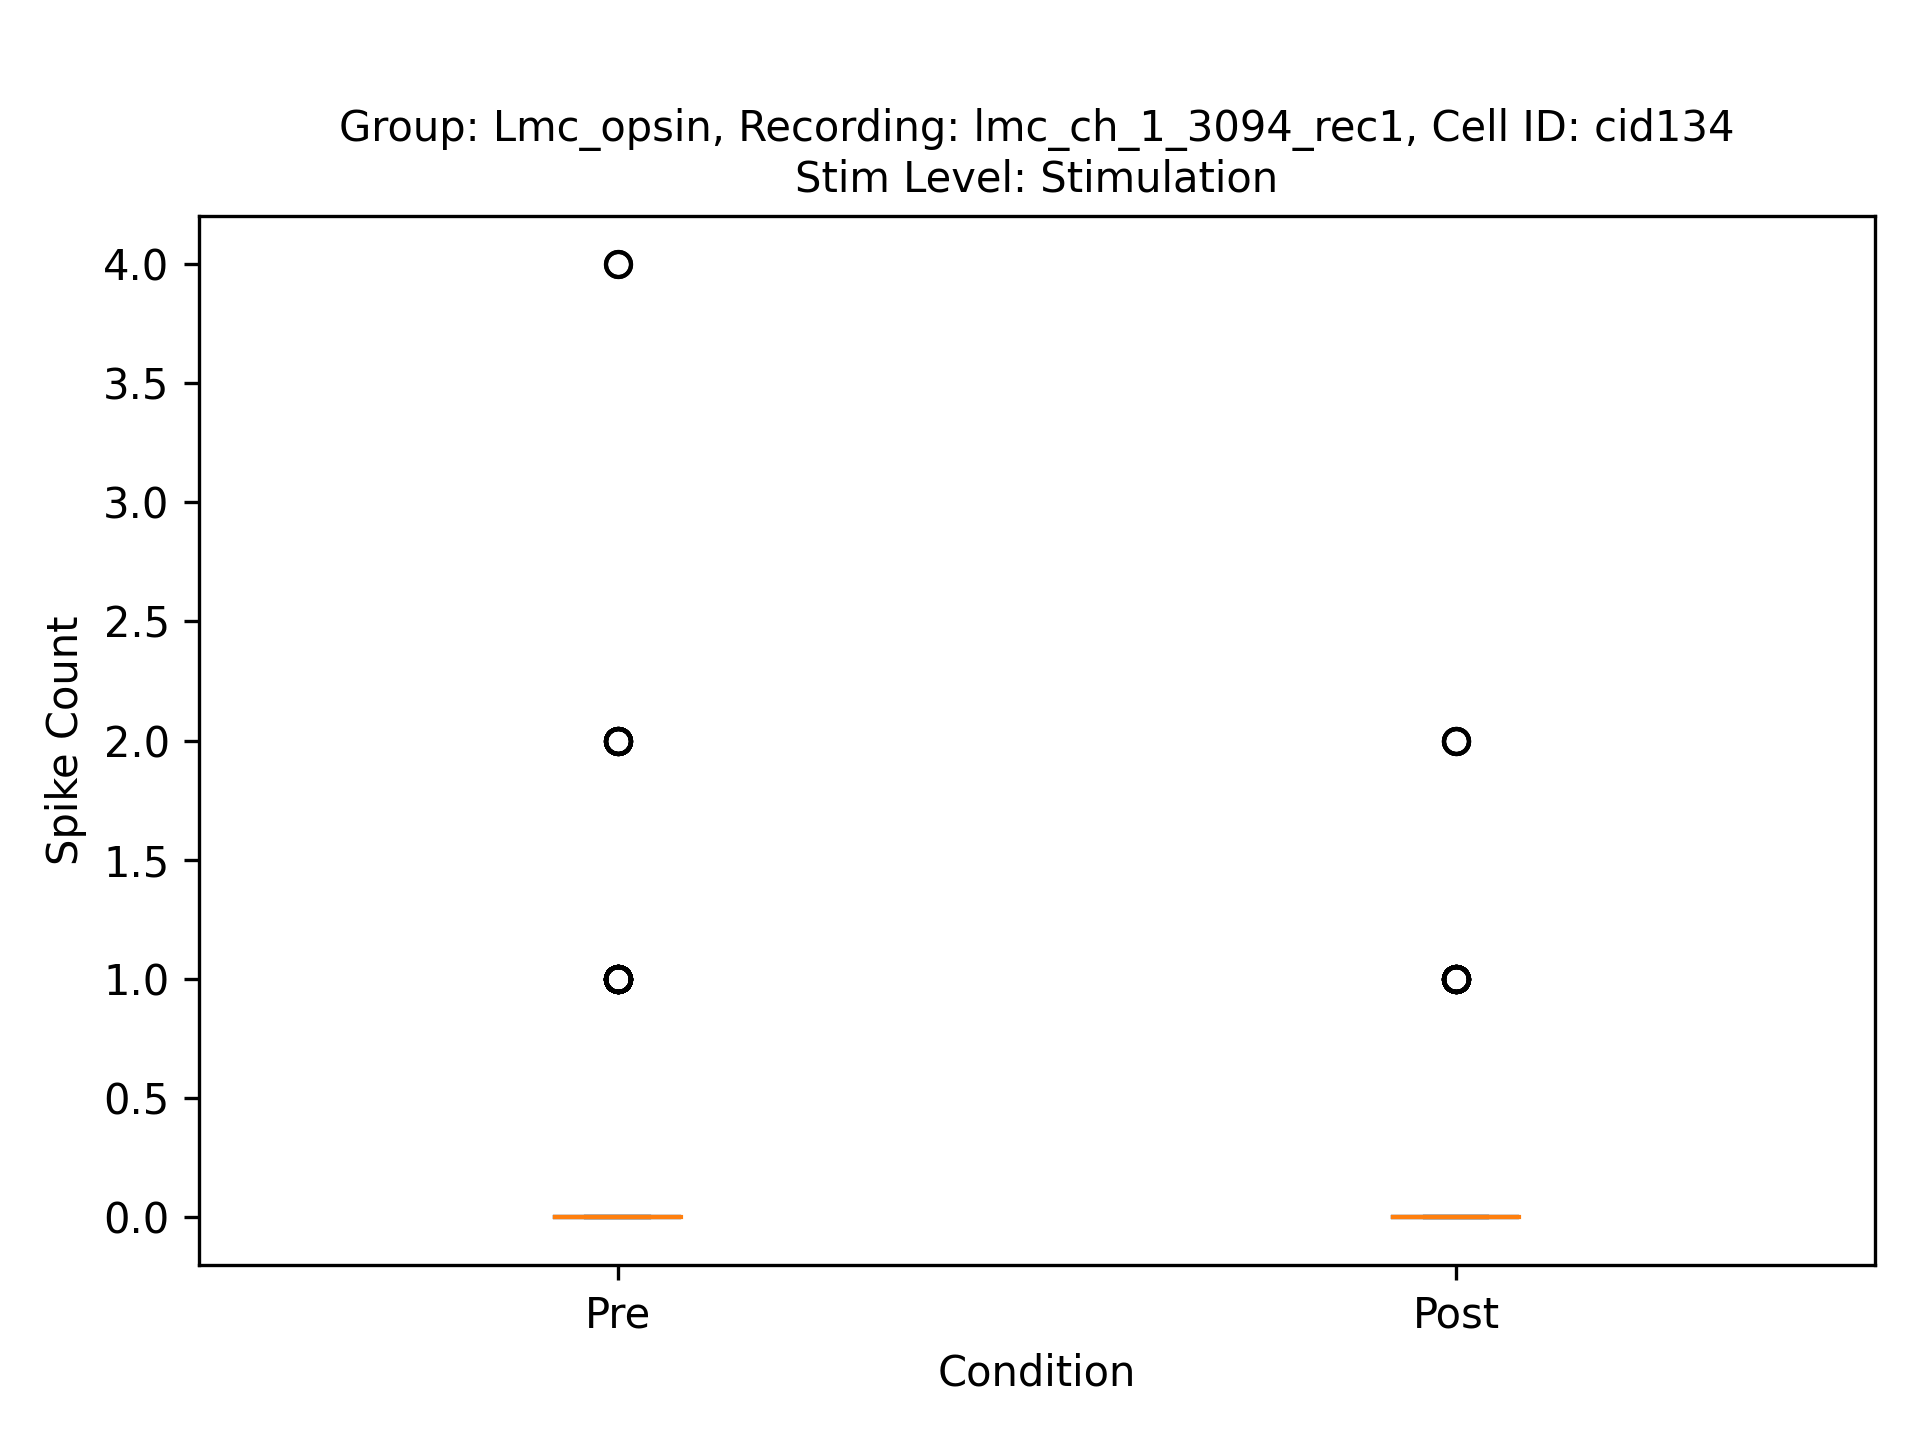 Group: Lmc_opsin, Recording: lmc_ch_1_3094_rec1, Cell ID: cid134
Stim Level: Stimulation
4.0
3.5
3.0
2.5
2.0
1.5
1.0
0.5
0.0
Spike Count
Pre
Post
Condition